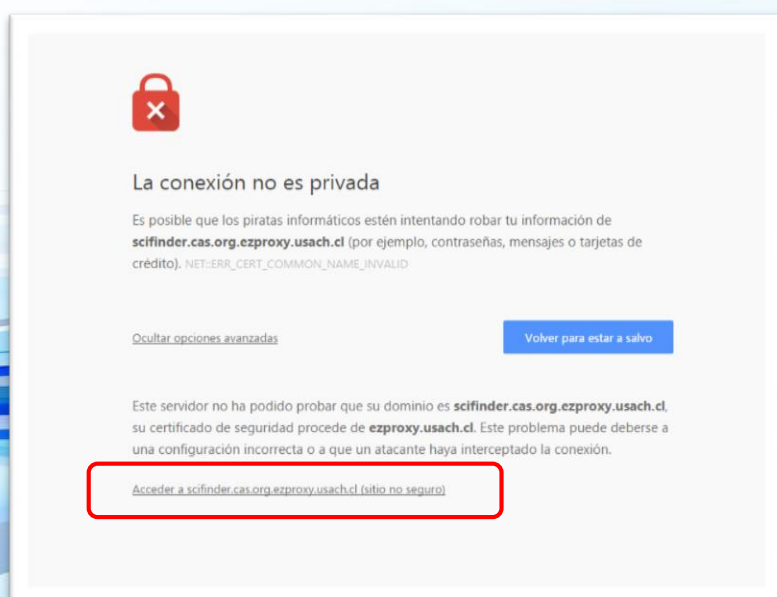 La conexión no es privada
Es posible que los piratas informáticos estén intentando robar tu información de
scifinder.cas.org.ezproxy.usach.cl (por ejemplo, contraseñas, mensajes o tarjetas de
crédito). NET::ERR_CERT_COMMON_NAME_INVALID
Ocultar opciones avanzadas
Volver para estar a salvo
Este servidor no ha podido probar que su dominio es scifinder.cas.org.ezproxy.usach.cl,
su certificado de seguridad procede de ezproxy.usach.cl. Este problema puede deberse a
una configuración incorrecta o a que un atacante haya interceptado la conexión.
Acceder a scifinder.cas.org.ezproxy.usach.cl (sitio no seguro)